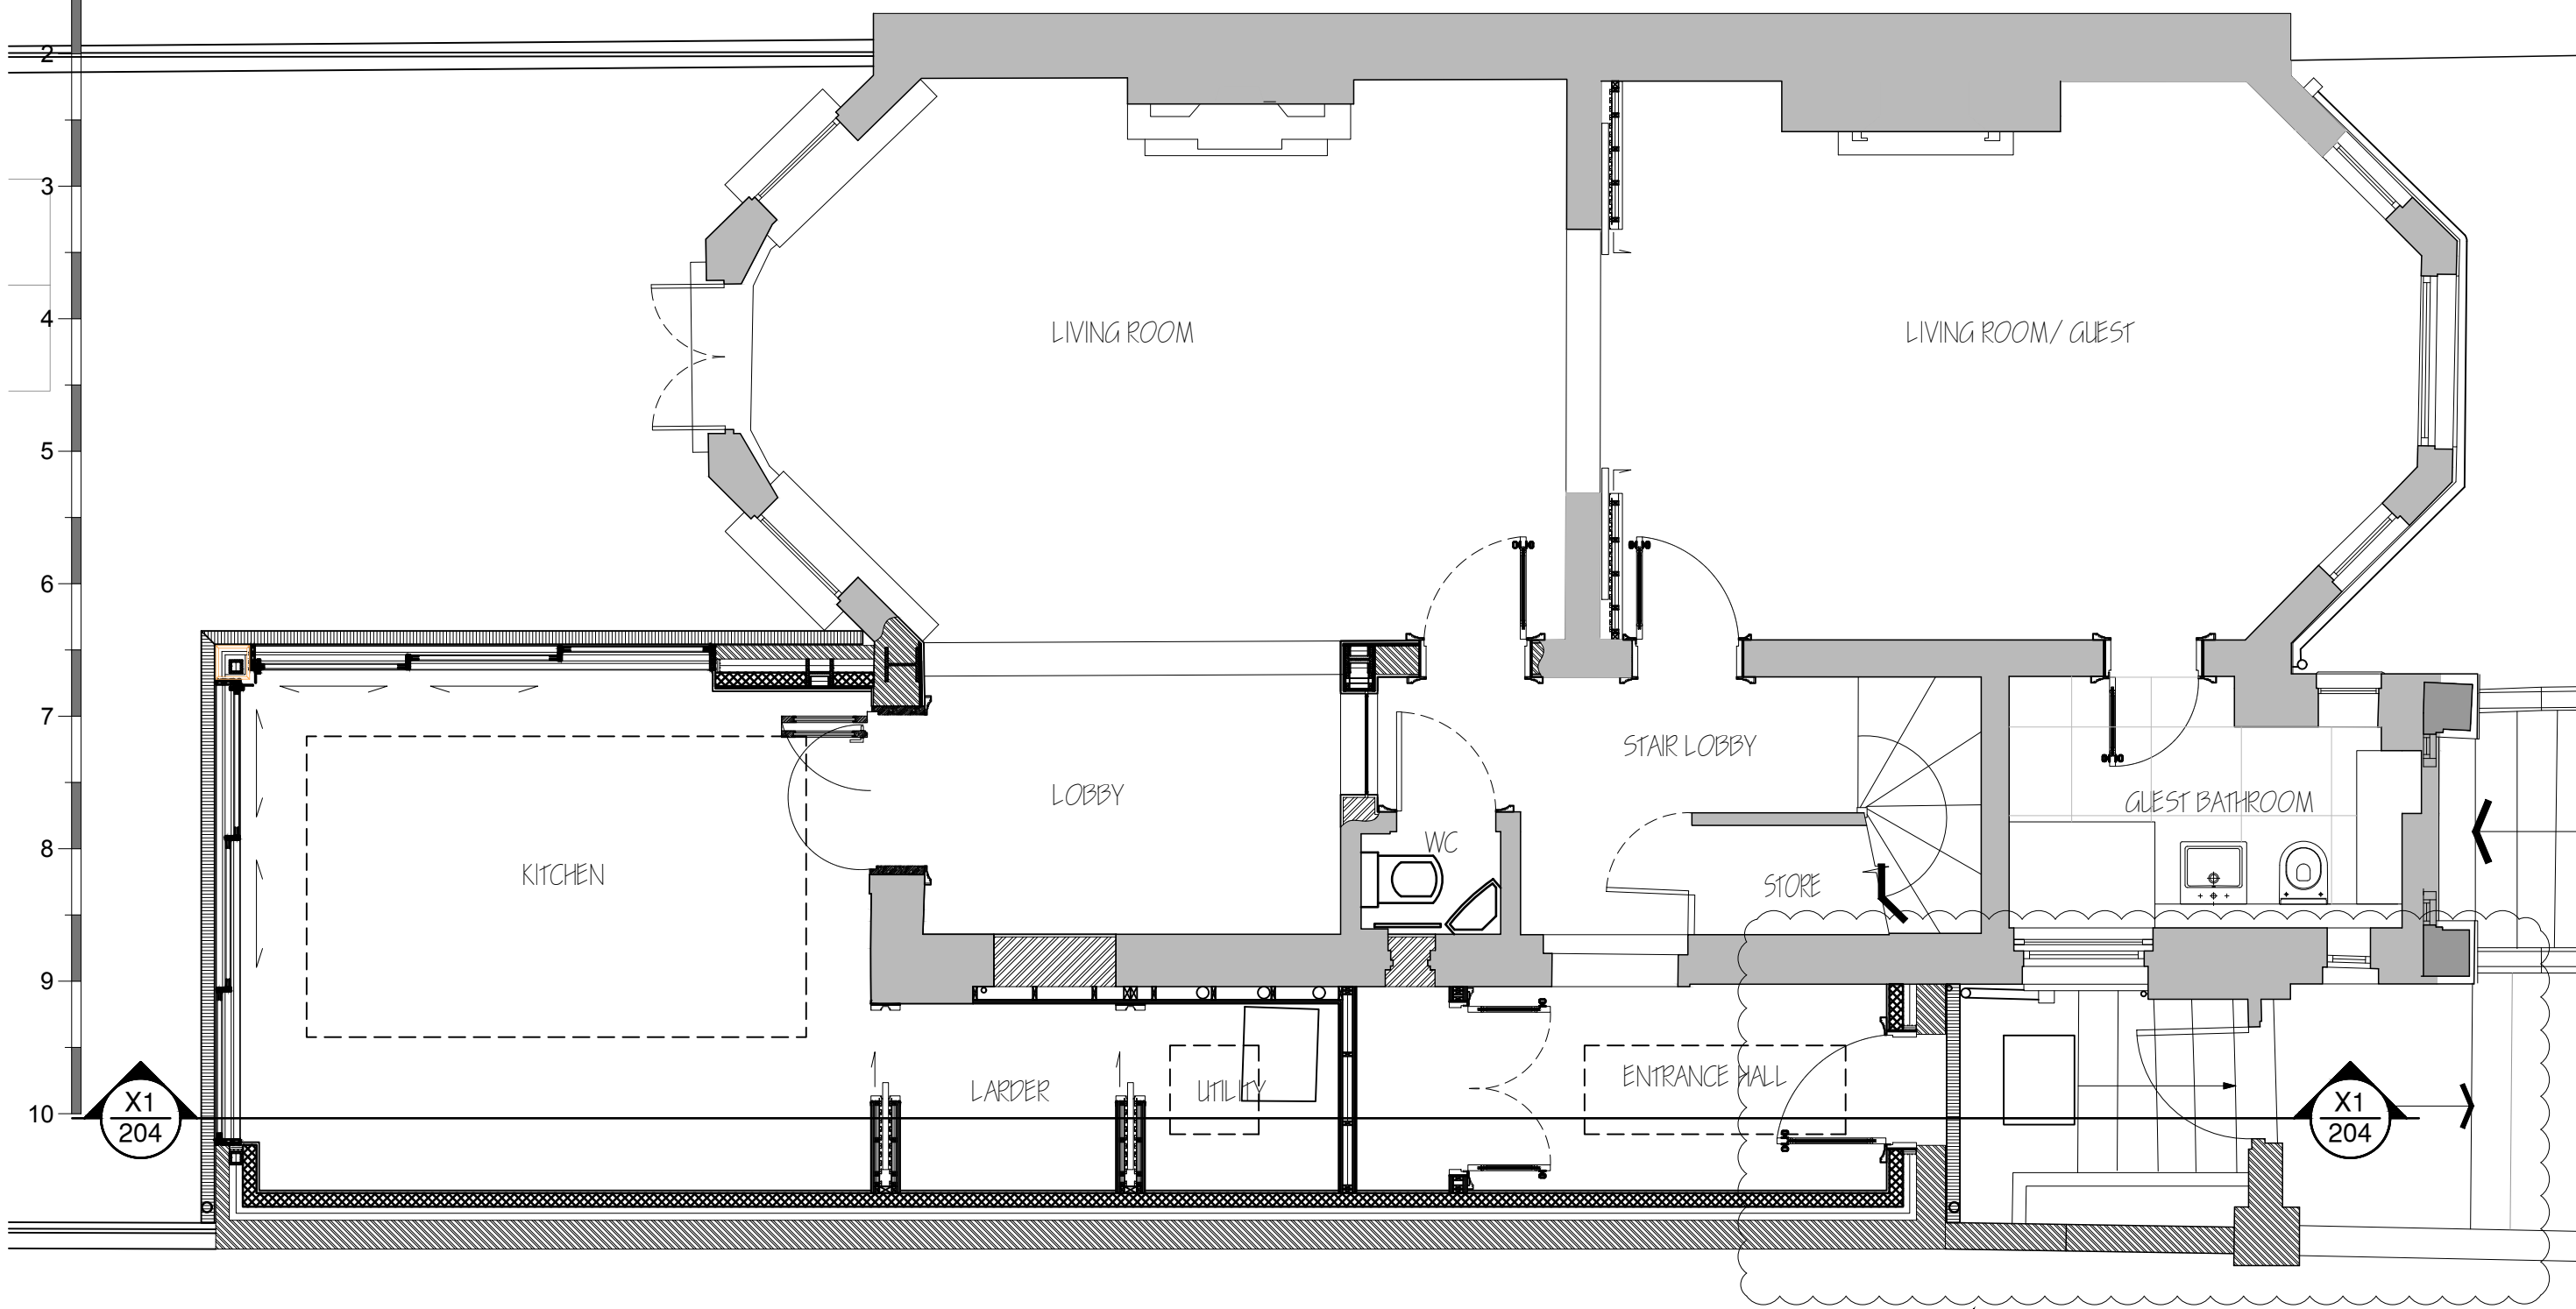 2
3
4
5
6
7
8
9
10
LIVING ROOM
LIVING ROOM/ GUEST
STAIR LOBBY
LOBBY
GUEST BATHROOM
WC
KITCHEN
STORE
LARDER
UTILITY
ENTRANCE HALL
X1
204
X1
204